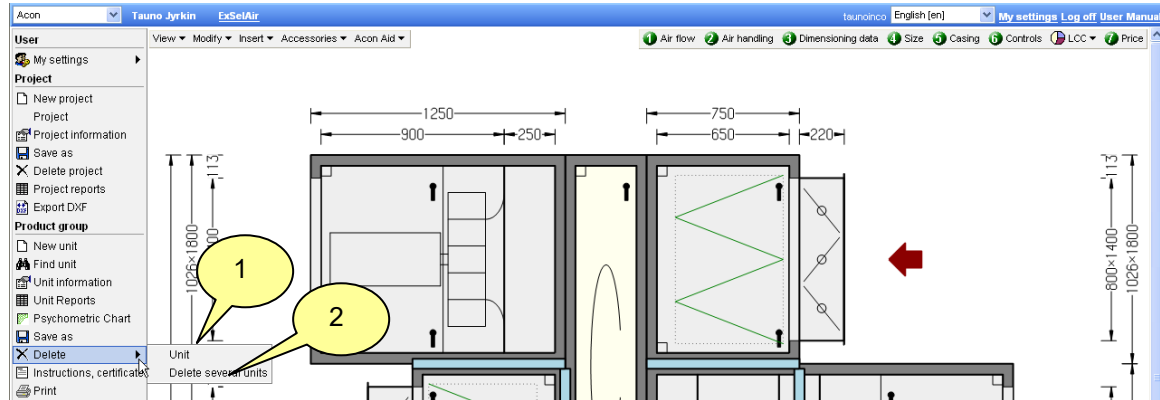 Acon Tauno Jyrkin ExSelAir taunoinco English [en] My settings Log off User Manual
User View Modify Insert Accessories Acon Aid 1 Air flow 2 Air handling 3 Dimensioning data 4 Size 5 Casing 6 Controls LCC 7 Price
My settings
Project
New project
Project
Project information
Save as
Delete project
Project reports
Export DXF
Product group
New unit
Find unit
Unit information
Unit Reports
Psychometric Chart
Save as
Delete
Instructions, certificate
Print
Unit
Delete several units
1
2
1250
900
250
750
650
220
113
1026×1800
113
800×1400
1026×1800